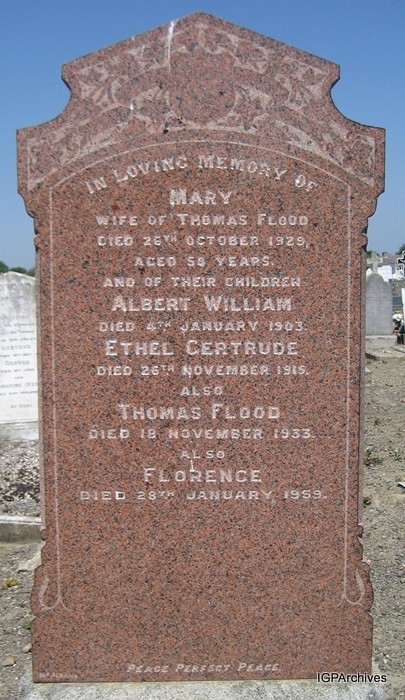 IN LOVING MEMORY OF
MARY
WIFE OF THOMAS FLOOD
DIED 26TH OCTOBER 1929,
AGED 58 YEARS.
AND OF THEIR CHILDREN
ALBERT WILLIAM
DIED 4TH JANUARY 1903.
ETHEL GERTRUDE
DIED 26TH NOVEMBER 1915.
ALSO
THOMAS FLOOD
DIED 18 NOVEMBER 1933.
ALSO
FLORENCE
DIED 28TH JANUARY, 1959.
PEACE PERFECT PEACE.
IGPArchives